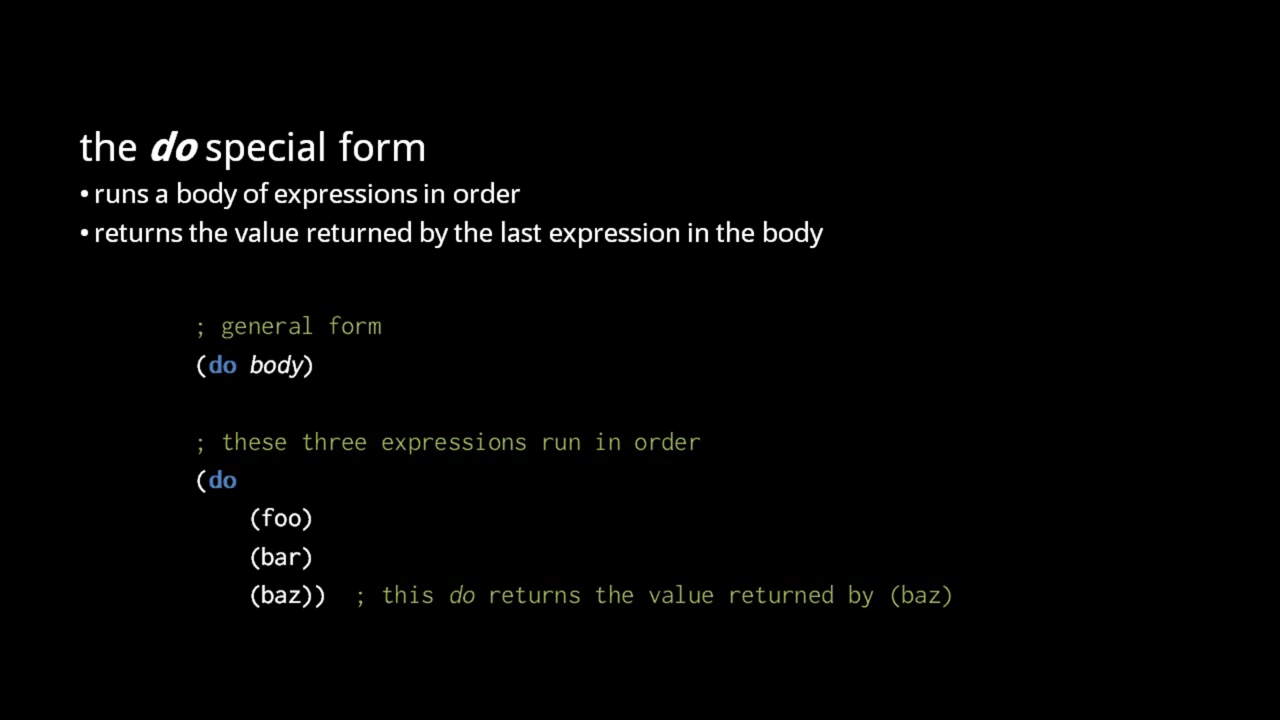 the do special form
• runs a body of expressions in order
• returns the value returned by the last expression in the body
; general form
(do body)
; these three expressions run in order
(do
(foo)
(bar)
(baz)) ; this do returns the value returned by (baz)